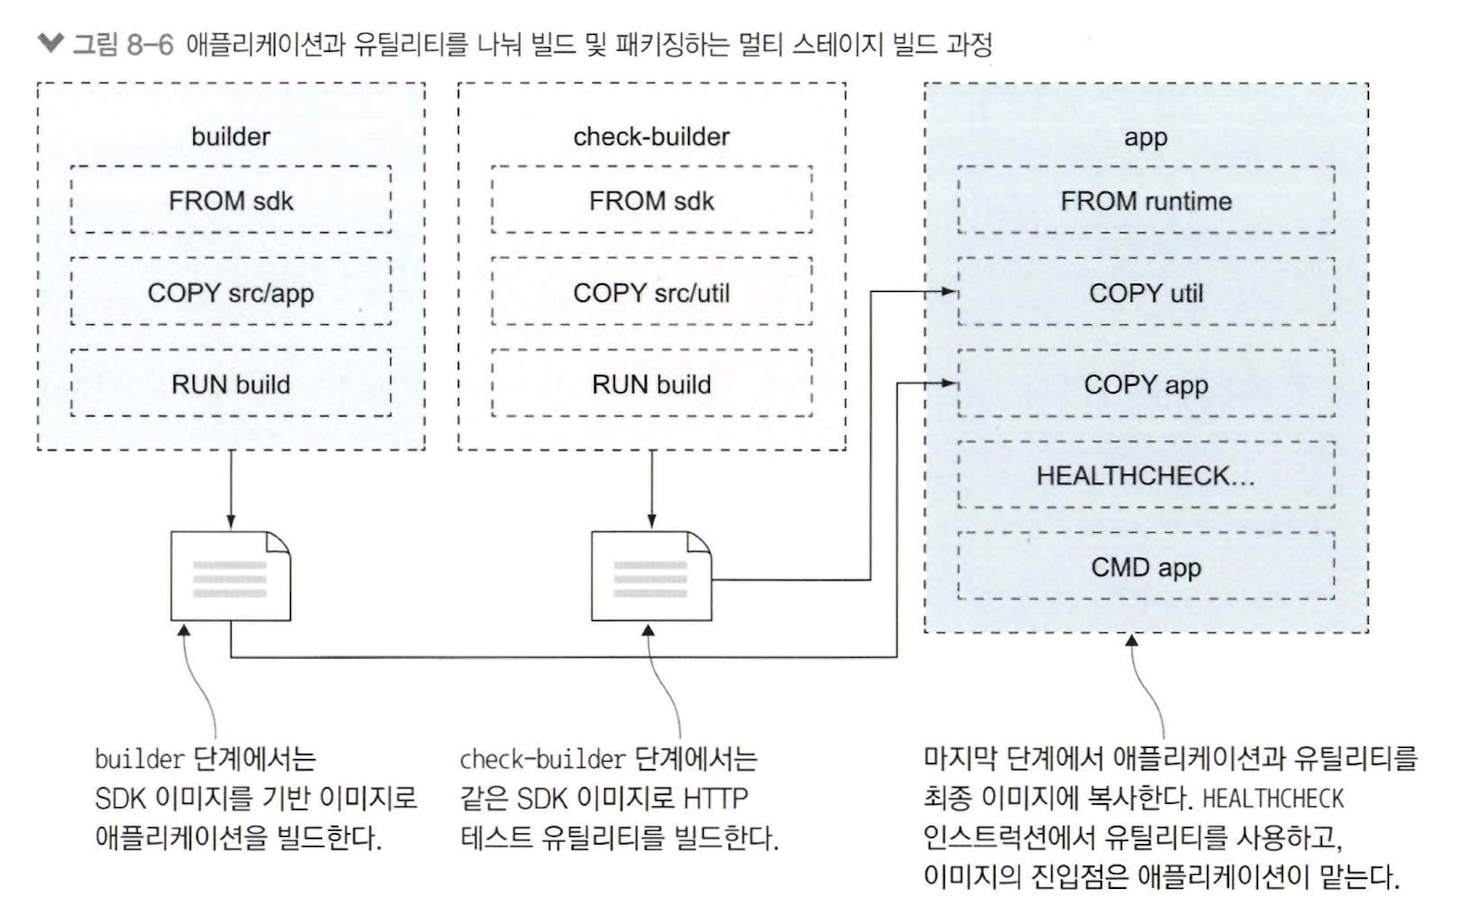 그림 8-6 애플리케이션과 유틸리티를 나눠 빌드 및 패키징하는 멀티 스테이지 빌드 과정
builder
FROM sdk
COPY src/app
RUN build
check-builder
FROM sdk
COPY src/util
RUN build
app
FROM runtime
COPY util
COPY app
HEALTHCHECK...
CMD app
builder 단계에서는
SDK 이미지를 기반 이미지로
애플리케이션을 빌드한다.
check-builder 단계에서는
같은 SDK 이미지로 HTTP
테스트 유틸리티를 빌드한다.
마지막 단계에서 애플리케이션과 유틸리티를
최종 이미지에 복사한다. HEALTHCHECK
인스트럭션에서 유틸리티를 사용하고,
이미지의 진입점은 애플리케이션이 맡는다.